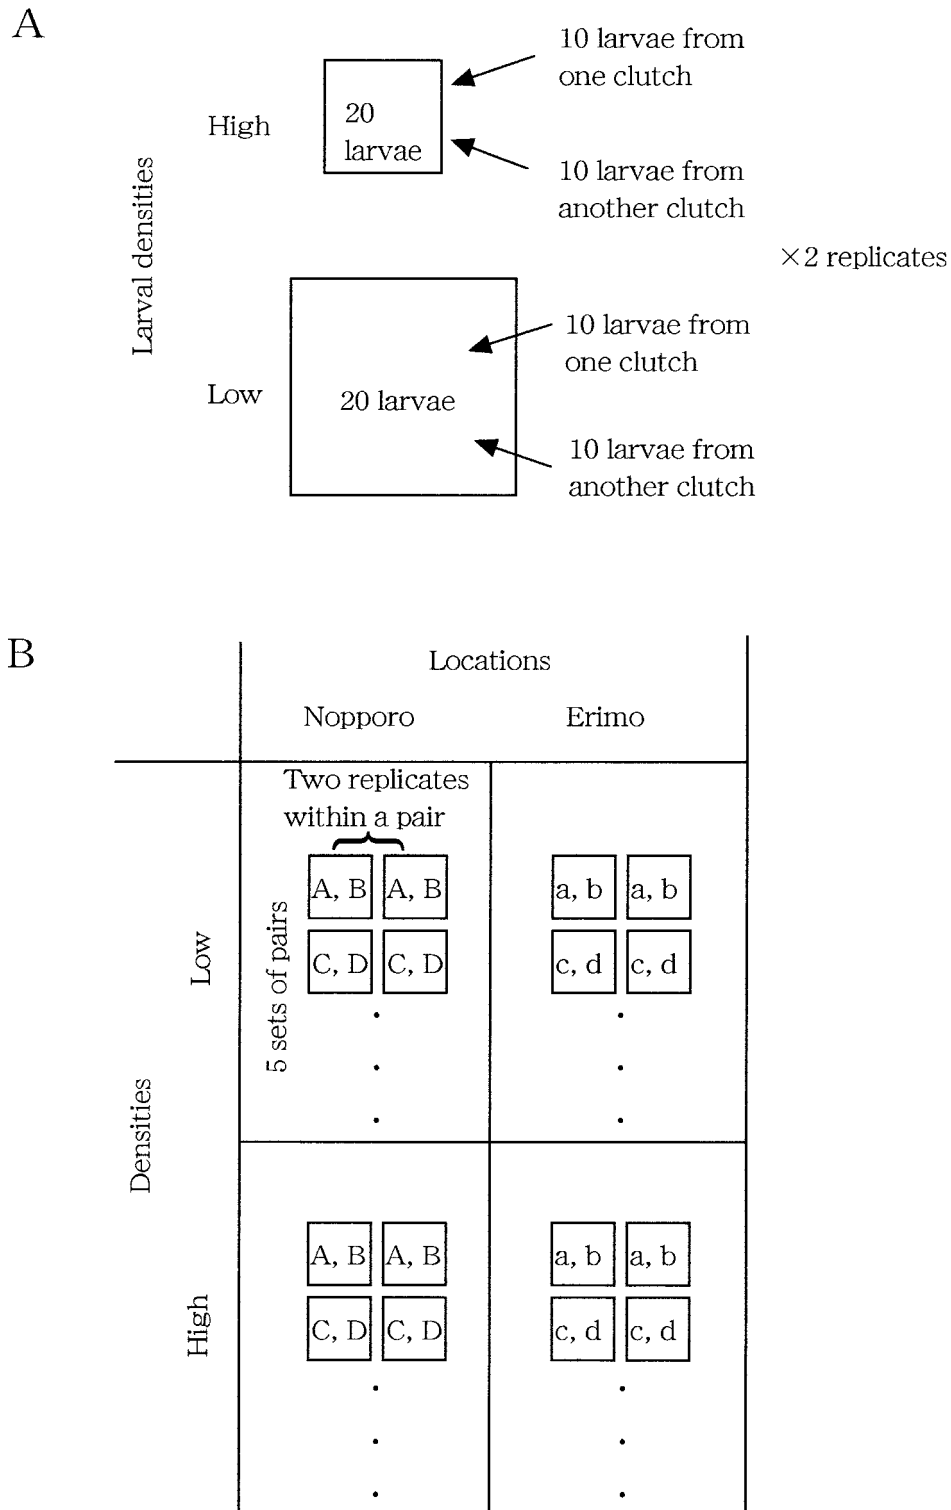 A
10 larvae from
one clutch
High
20
larvae
10 larvae from
another clutch
Larval densities
×2 replicates
10 larvae from
one clutch
Low
20 larvae
10 larvae from
another clutch
B
Locations
Nopporo
Erimo
Two replicates
within a pair
5 sets of pairs
Densities
Low
A, B
A, B
a, b
a, b
C, D
C, D
c, d
c, d
High
A, B
A, B
a, b
a, b
C, D
C, D
c, d
c, d